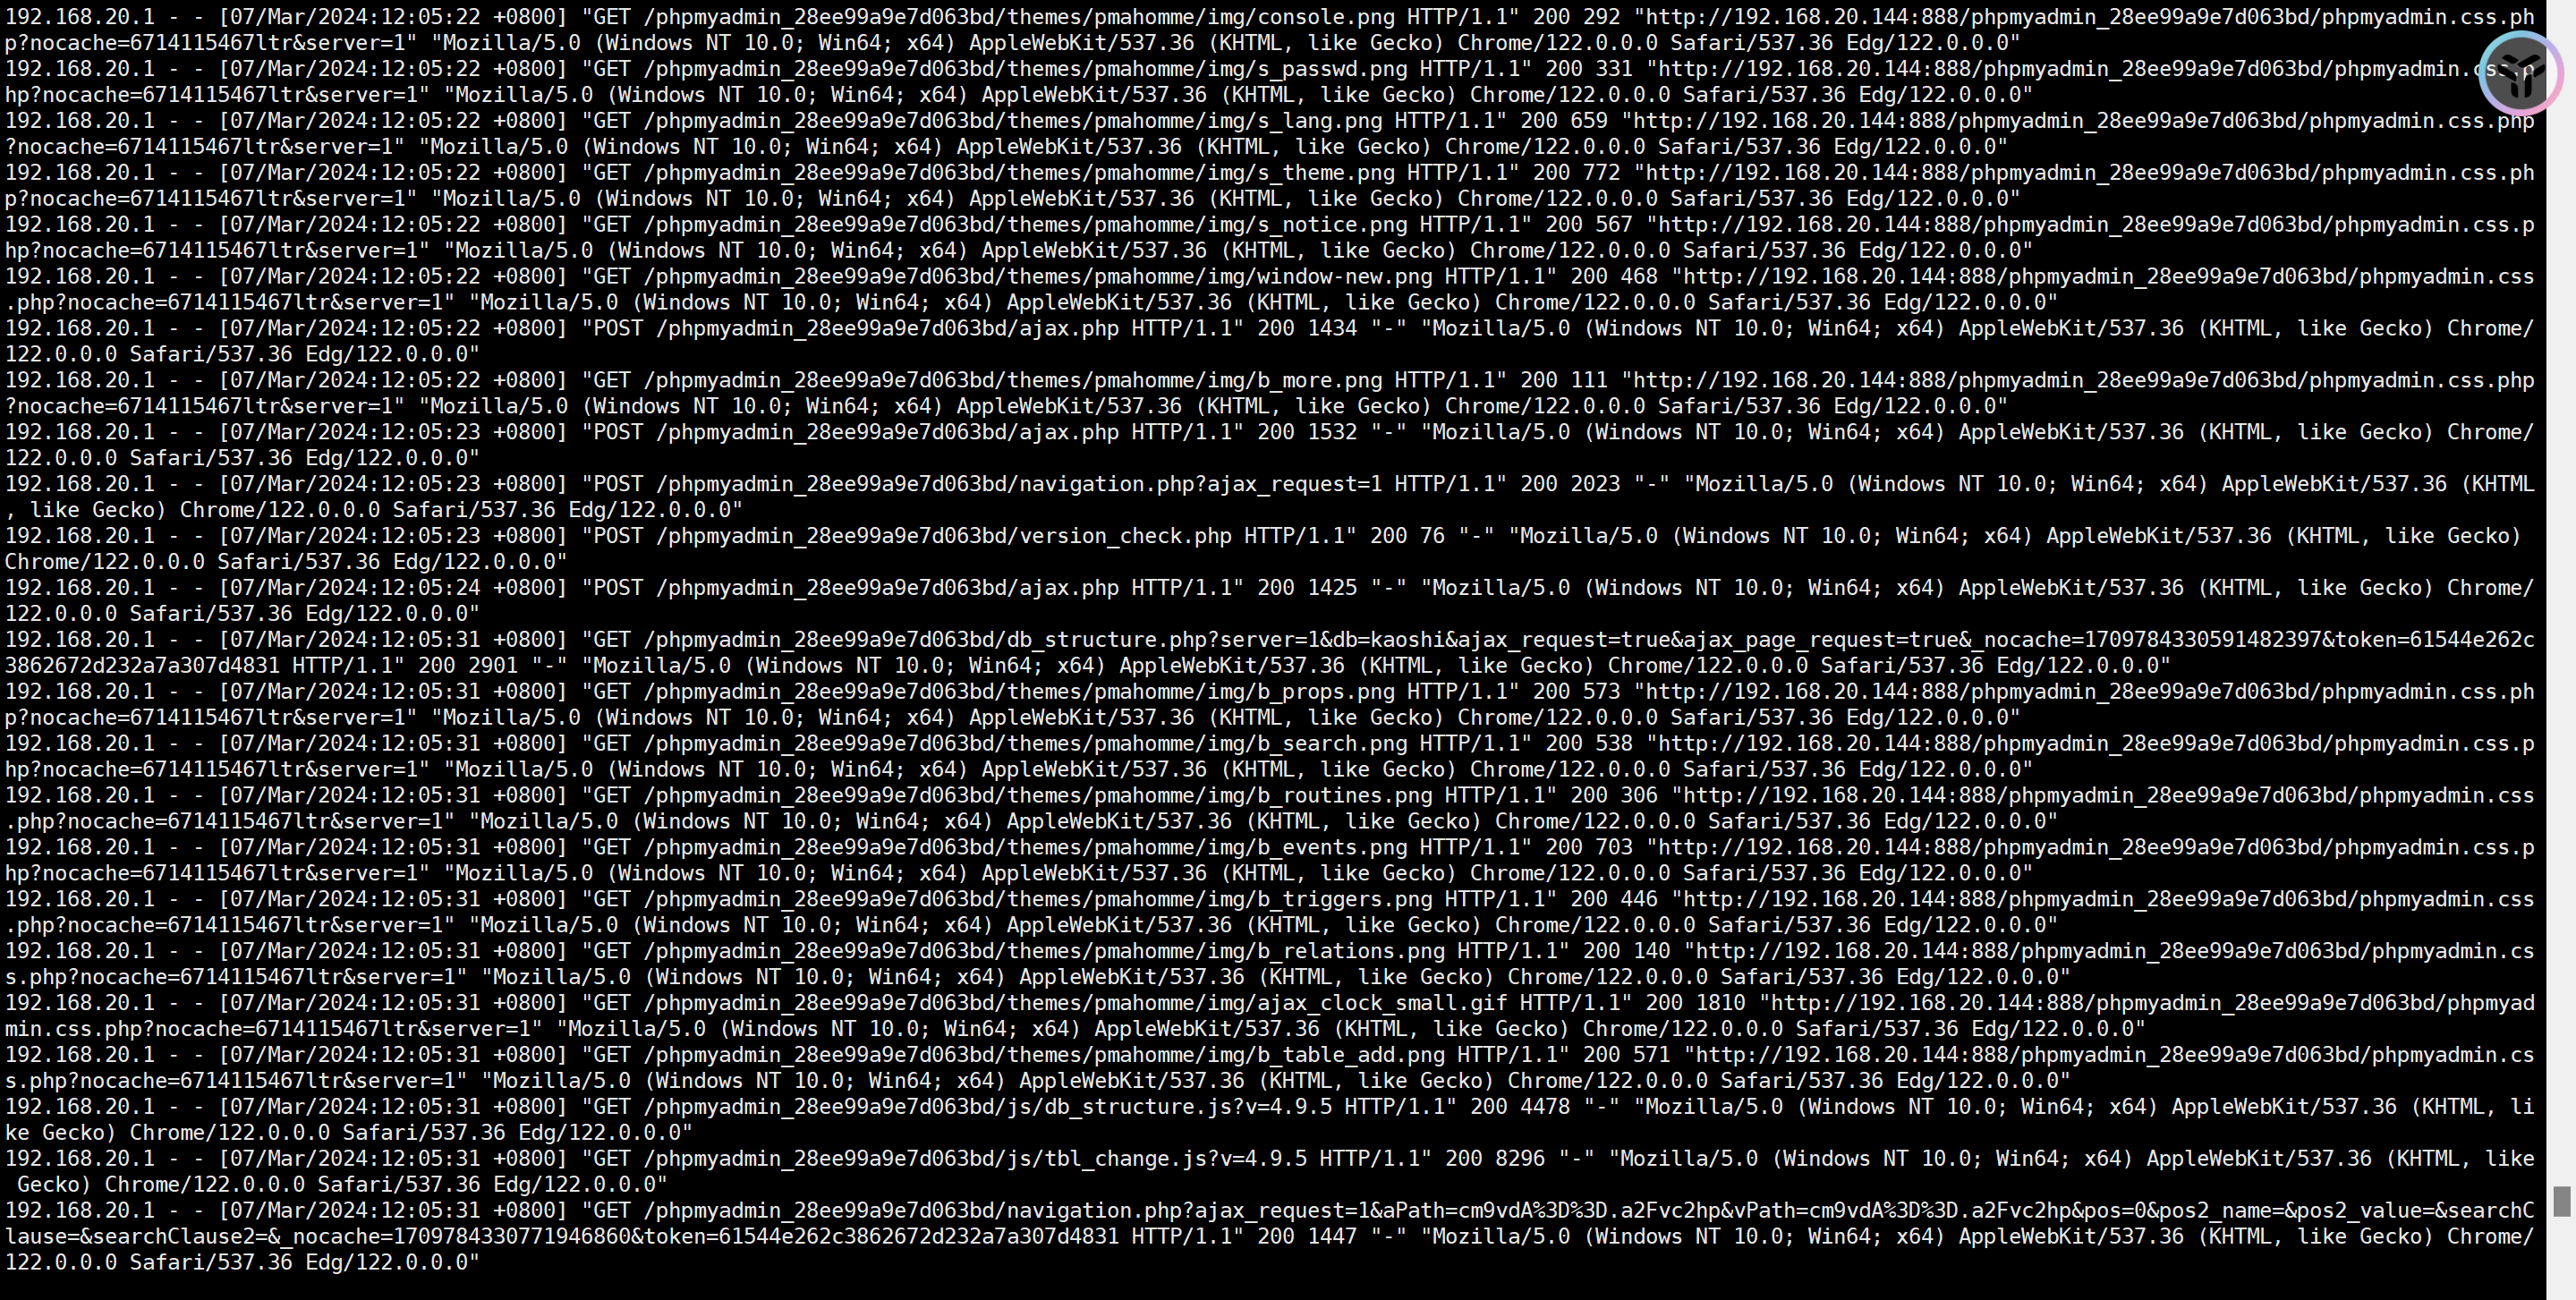 192.168.20.1 - - [07/Mar/2024:12:05:22 +0800] "GET /phpmyadmin_28ee99a9e7d063bd/themes/pmahomme/img/console.png HTTP/1.1" 200 292 "http://192.168.20.144:888/phpmyadmin_28ee99a9e7d063bd/phpmyadmin.css.ph
p?nocache=6714115467ltr&server=1" "Mozilla/5.0 (Windows NT 10.0; Win64; x64) AppleWebKit/537.36 (KHTML, like Gecko) Chrome/122.0.0.0 Safari/537.36 Edg/122.0.0.0"
192.168.20.1 - - [07/Mar/2024:12:05:22 +0800] "GET /phpmyadmin_28ee99a9e7d063bd/themes/pmahomme/img/s_passwd.png HTTP/1.1" 200 331 "http://192.168.20.144:888/phpmyadmin_28ee99a9e7d063bd/phpmyadmin.css.p
hp?nocache=6714115467ltr&server=1" "Mozilla/5.0 (Windows NT 10.0; Win64; x64) AppleWebKit/537.36 (KHTML, like Gecko) Chrome/122.0.0.0 Safari/537.36 Edg/122.0.0.0"
192.168.20.1 - - [07/Mar/2024:12:05:22 +0800] "GET /phpmyadmin_28ee99a9e7d063bd/themes/pmahomme/img/s_lang.png HTTP/1.1" 200 659 "http://192.168.20.144:888/phpmyadmin_28ee99a9e7d063bd/phpmyadmin.css.php
?nocache=6714115467ltr&server=1" "Mozilla/5.0 (Windows NT 10.0; Win64; x64) AppleWebKit/537.36 (KHTML, like Gecko) Chrome/122.0.0.0 Safari/537.36 Edg/122.0.0.0"
192.168.20.1 - - [07/Mar/2024:12:05:22 +0800] "GET /phpmyadmin_28ee99a9e7d063bd/themes/pmahomme/img/s_theme.png HTTP/1.1" 200 772 "http://192.168.20.144:888/phpmyadmin_28ee99a9e7d063bd/phpmyadmin.css.ph
p?nocache=6714115467ltr&server=1" "Mozilla/5.0 (Windows NT 10.0; Win64; x64) AppleWebKit/537.36 (KHTML, like Gecko) Chrome/122.0.0.0 Safari/537.36 Edg/122.0.0.0"
192.168.20.1 - - [07/Mar/2024:12:05:22 +0800] "GET /phpmyadmin_28ee99a9e7d063bd/themes/pmahomme/img/s_notice.png HTTP/1.1" 200 567 "http://192.168.20.144:888/phpmyadmin_28ee99a9e7d063bd/phpmyadmin.css.p
hp?nocache=6714115467ltr&server=1" "Mozilla/5.0 (Windows NT 10.0; Win64; x64) AppleWebKit/537.36 (KHTML, like Gecko) Chrome/122.0.0.0 Safari/537.36 Edg/122.0.0.0"
192.168.20.1 - - [07/Mar/2024:12:05:22 +0800] "GET /phpmyadmin_28ee99a9e7d063bd/themes/pmahomme/img/window-new.png HTTP/1.1" 200 468 "http://192.168.20.144:888/phpmyadmin_28ee99a9e7d063bd/phpmyadmin.css
.php?nocache=6714115467ltr&server=1" "Mozilla/5.0 (Windows NT 10.0; Win64; x64) AppleWebKit/537.36 (KHTML, like Gecko) Chrome/122.0.0.0 Safari/537.36 Edg/122.0.0.0"
192.168.20.1 - - [07/Mar/2024:12:05:22 +0800] "POST /phpmyadmin_28ee99a9e7d063bd/ajax.php HTTP/1.1" 200 1434 "-" "Mozilla/5.0 (Windows NT 10.0; Win64; x64) AppleWebKit/537.36 (KHTML, like Gecko) Chrome/
122.0.0.0 Safari/537.36 Edg/122.0.0.0"
192.168.20.1 - - [07/Mar/2024:12:05:22 +0800] "GET /phpmyadmin_28ee99a9e7d063bd/themes/pmahomme/img/b_more.png HTTP/1.1" 200 111 "http://192.168.20.144:888/phpmyadmin_28ee99a9e7d063bd/phpmyadmin.css.php
?nocache=6714115467ltr&server=1" "Mozilla/5.0 (Windows NT 10.0; Win64; x64) AppleWebKit/537.36 (KHTML, like Gecko) Chrome/122.0.0.0 Safari/537.36 Edg/122.0.0.0"
192.168.20.1 - - [07/Mar/2024:12:05:23 +0800] "POST /phpmyadmin_28ee99a9e7d063bd/ajax.php HTTP/1.1" 200 1532 "-" "Mozilla/5.0 (Windows NT 10.0; Win64; x64) AppleWebKit/537.36 (KHTML, like Gecko) Chrome/
122.0.0.0 Safari/537.36 Edg/122.0.0.0"
192.168.20.1 - - [07/Mar/2024:12:05:23 +0800] "POST /phpmyadmin_28ee99a9e7d063bd/navigation.php?ajax_request=1 HTTP/1.1" 200 2023 "-" "Mozilla/5.0 (Windows NT 10.0; Win64; x64) AppleWebKit/537.36 (KHTML
, like Gecko) Chrome/122.0.0.0 Safari/537.36 Edg/122.0.0.0"
192.168.20.1 - - [07/Mar/2024:12:05:23 +0800] "POST /phpmyadmin_28ee99a9e7d063bd/version_check.php HTTP/1.1" 200 76 "-" "Mozilla/5.0 (Windows NT 10.0; Win64; x64) AppleWebKit/537.36 (KHTML, like Gecko)
Chrome/122.0.0.0 Safari/537.36 Edg/122.0.0.0"
192.168.20.1 - - [07/Mar/2024:12:05:24 +0800] "POST /phpmyadmin_28ee99a9e7d063bd/ajax.php HTTP/1.1" 200 1425 "-" "Mozilla/5.0 (Windows NT 10.0; Win64; x64) AppleWebKit/537.36 (KHTML, like Gecko) Chrome/
122.0.0.0 Safari/537.36 Edg/122.0.0.0"
192.168.20.1 - - [07/Mar/2024:12:05:31 +0800] "GET /phpmyadmin_28ee99a9e7d063bd/db_structure.php?server=1&db=kaoshi&ajax_request=true&ajax_page_request=true&_nocache=1709784330591482397&token=61544e262c
3862672d232a7a307d4831 HTTP/1.1" 200 2901 "-" "Mozilla/5.0 (Windows NT 10.0; Win64; x64) AppleWebKit/537.36 (KHTML, like Gecko) Chrome/122.0.0.0 Safari/537.36 Edg/122.0.0.0"
192.168.20.1 - - [07/Mar/2024:12:05:31 +0800] "GET /phpmyadmin_28ee99a9e7d063bd/themes/pmahomme/img/b_props.png HTTP/1.1" 200 573 "http://192.168.20.144:888/phpmyadmin_28ee99a9e7d063bd/phpmyadmin.css.ph
p?nocache=6714115467ltr&server=1" "Mozilla/5.0 (Windows NT 10.0; Win64; x64) AppleWebKit/537.36 (KHTML, like Gecko) Chrome/122.0.0.0 Safari/537.36 Edg/122.0.0.0"
192.168.20.1 - - [07/Mar/2024:12:05:31 +0800] "GET /phpmyadmin_28ee99a9e7d063bd/themes/pmahomme/img/b_search.png HTTP/1.1" 200 538 "http://192.168.20.144:888/phpmyadmin_28ee99a9e7d063bd/phpmyadmin.css.p
hp?nocache=6714115467ltr&server=1" "Mozilla/5.0 (Windows NT 10.0; Win64; x64) AppleWebKit/537.36 (KHTML, like Gecko) Chrome/122.0.0.0 Safari/537.36 Edg/122.0.0.0"
192.168.20.1 - - [07/Mar/2024:12:05:31 +0800] "GET /phpmyadmin_28ee99a9e7d063bd/themes/pmahomme/img/b_routines.png HTTP/1.1" 200 306 "http://192.168.20.144:888/phpmyadmin_28ee99a9e7d063bd/phpmyadmin.css
.php?nocache=6714115467ltr&server=1" "Mozilla/5.0 (Windows NT 10.0; Win64; x64) AppleWebKit/537.36 (KHTML, like Gecko) Chrome/122.0.0.0 Safari/537.36 Edg/122.0.0.0"
192.168.20.1 - - [07/Mar/2024:12:05:31 +0800] "GET /phpmyadmin_28ee99a9e7d063bd/themes/pmahomme/img/b_events.png HTTP/1.1" 200 703 "http://192.168.20.144:888/phpmyadmin_28ee99a9e7d063bd/phpmyadmin.css.p
hp?nocache=6714115467ltr&server=1" "Mozilla/5.0 (Windows NT 10.0; Win64; x64) AppleWebKit/537.36 (KHTML, like Gecko) Chrome/122.0.0.0 Safari/537.36 Edg/122.0.0.0"
192.168.20.1 - - [07/Mar/2024:12:05:31 +0800] "GET /phpmyadmin_28ee99a9e7d063bd/themes/pmahomme/img/b_triggers.png HTTP/1.1" 200 446 "http://192.168.20.144:888/phpmyadmin_28ee99a9e7d063bd/phpmyadmin.css
.php?nocache=6714115467ltr&server=1" "Mozilla/5.0 (Windows NT 10.0; Win64; x64) AppleWebKit/537.36 (KHTML, like Gecko) Chrome/122.0.0.0 Safari/537.36 Edg/122.0.0.0"
192.168.20.1 - - [07/Mar/2024:12:05:31 +0800] "GET /phpmyadmin_28ee99a9e7d063bd/themes/pmahomme/img/b_relations.png HTTP/1.1" 200 140 "http://192.168.20.144:888/phpmyadmin_28ee99a9e7d063bd/phpmyadmin.cs
s.php?nocache=6714115467ltr&server=1" "Mozilla/5.0 (Windows NT 10.0; Win64; x64) AppleWebKit/537.36 (KHTML, like Gecko) Chrome/122.0.0.0 Safari/537.36 Edg/122.0.0.0"
192.168.20.1 - - [07/Mar/2024:12:05:31 +0800] "GET /phpmyadmin_28ee99a9e7d063bd/themes/pmahomme/img/ajax_clock_small.gif HTTP/1.1" 200 1810 "http://192.168.20.144:888/phpmyadmin_28ee99a9e7d063bd/phpmyad
min.css.php?nocache=6714115467ltr&server=1" "Mozilla/5.0 (Windows NT 10.0; Win64; x64) AppleWebKit/537.36 (KHTML, like Gecko) Chrome/122.0.0.0 Safari/537.36 Edg/122.0.0.0"
192.168.20.1 - - [07/Mar/2024:12:05:31 +0800] "GET /phpmyadmin_28ee99a9e7d063bd/themes/pmahomme/img/b_table_add.png HTTP/1.1" 200 571 "http://192.168.20.144:888/phpmyadmin_28ee99a9e7d063bd/phpmyadmin.cs
s.php?nocache=6714115467ltr&server=1" "Mozilla/5.0 (Windows NT 10.0; Win64; x64) AppleWebKit/537.36 (KHTML, like Gecko) Chrome/122.0.0.0 Safari/537.36 Edg/122.0.0.0"
192.168.20.1 - - [07/Mar/2024:12:05:31 +0800] "GET /phpmyadmin_28ee99a9e7d063bd/js/db_structure.js?v=4.9.5 HTTP/1.1" 200 4478 "-" "Mozilla/5.0 (Windows NT 10.0; Win64; x64) AppleWebKit/537.36 (KHTML, li
ke Gecko) Chrome/122.0.0.0 Safari/537.36 Edg/122.0.0.0"
192.168.20.1 - - [07/Mar/2024:12:05:31 +0800] "GET /phpmyadmin_28ee99a9e7d063bd/js/tbl_change.js?v=4.9.5 HTTP/1.1" 200 8296 "-" "Mozilla/5.0 (Windows NT 10.0; Win64; x64) AppleWebKit/537.36 (KHTML, like
 Gecko) Chrome/122.0.0.0 Safari/537.36 Edg/122.0.0.0"
192.168.20.1 - - [07/Mar/2024:12:05:31 +0800] "GET /phpmyadmin_28ee99a9e7d063bd/navigation.php?ajax_request=1&aPath=cm9vdA%3D%3D.a2Fvc2hp&vPath=cm9vdA%3D%3D.a2Fvc2hp&pos=0&pos2_name=&pos2_value=&searchC
lause=&searchClause2=&_nocache=1709784330771946860&token=61544e262c3862672d232a7a307d4831 HTTP/1.1" 200 1447 "-" "Mozilla/5.0 (Windows NT 10.0; Win64; x64) AppleWebKit/537.36 (KHTML, like Gecko) Chrome/
122.0.0.0 Safari/537.36 Edg/122.0.0.0"